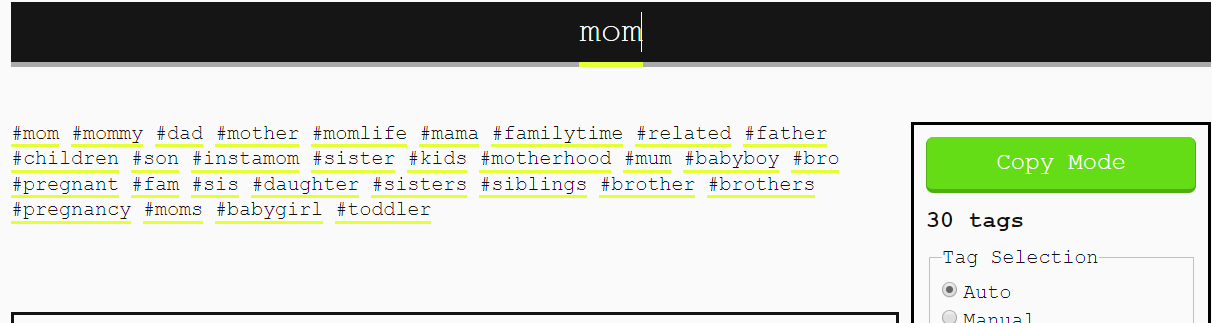 mom
#mom #mommy #dad #mother #momlife #mama #familytime #related #father
#children #son #instamom #sister #kids #motherhood #mum #babyboy #bro
#pregnant #fam #sis #daughter #sisters #siblings #brother #brothers
#pregnancy #moms #babygirl #toddler
Copy Mode
30 tags
Tag Selection
Auto
Manual